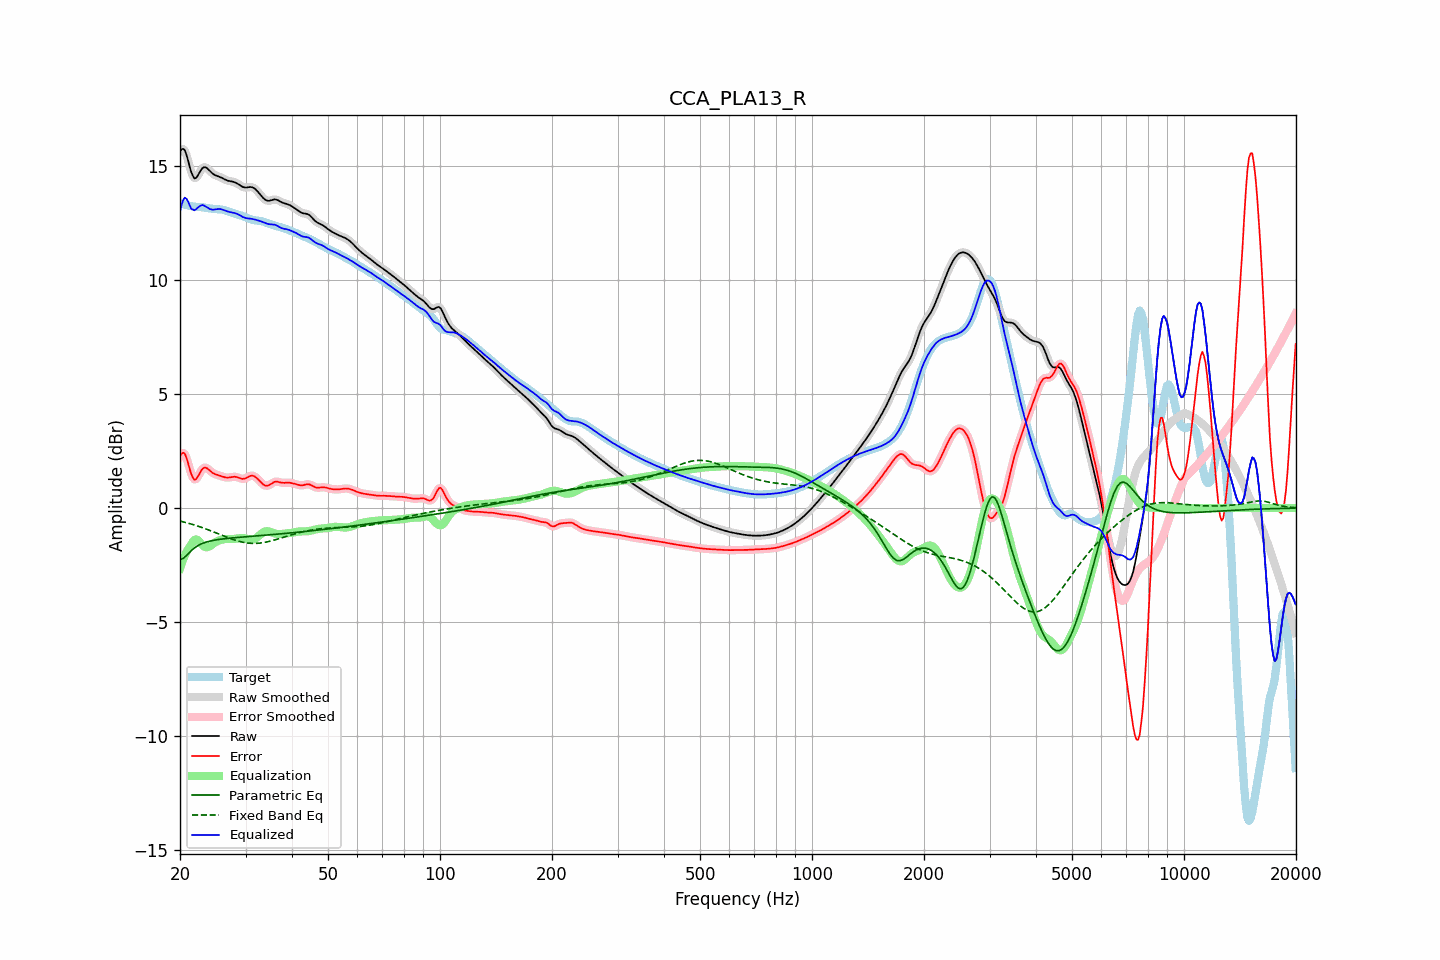 CCA_PLA13_R
Amplitude (dBr)
15
10
5
0
−5
−10
−15
Target
Raw Smoothed
Error Smoothed
Raw
Error
Equalization
Parametric Eq
Fixed Band Eq
Equalized
20 50 100 200 500 1000 2000 5000 10000 20000
Frequency (Hz)